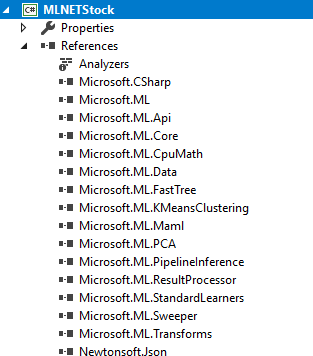 C# MLNETStock
Properties
References
Analyzers
Microsoft.CSharp
Microsoft.ML
Microsoft.ML.Api
Microsoft.ML.Core
Microsoft.ML.CpuMath
Microsoft.ML.Data
Microsoft.ML.FastTree
Microsoft.ML.KMeansClustering
Microsoft.ML.Maml
Microsoft.ML.PCA
Microsoft.ML.PipelineInference
Microsoft.ML.ResultProcessor
Microsoft.ML.StandardLearners
Microsoft.ML.Sweeper
Microsoft.ML.Transforms
Newtonsoft.Json